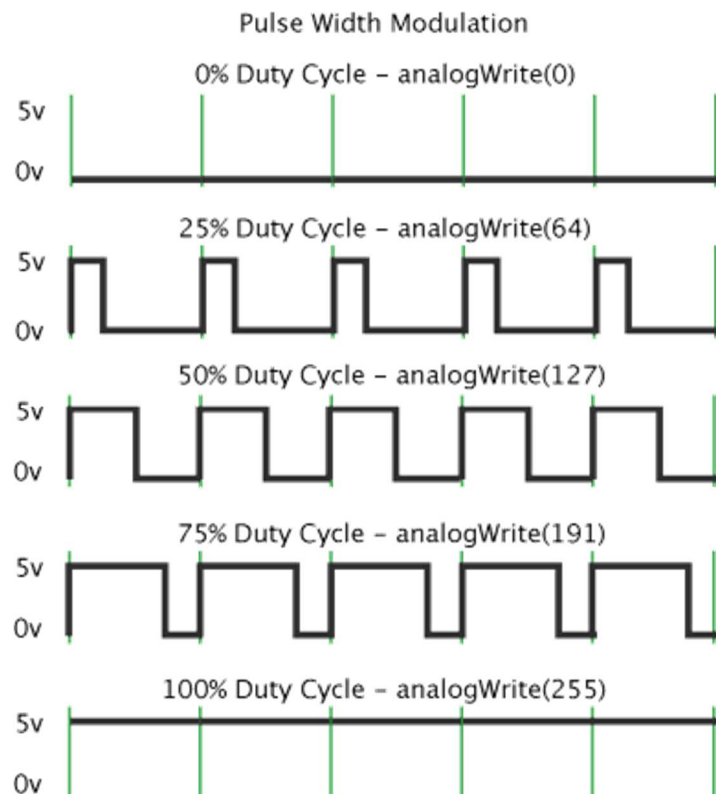 Pulse Width Modulation
0% Duty Cycle – analogWrite(0)
5v
0v
25% Duty Cycle – analogWrite(64)
5v
0v
50% Duty Cycle – analogWrite(127)
5v
0v
75% Duty Cycle – analogWrite(191)
5v
0v
100% Duty Cycle – analogWrite(255)
5v
0v